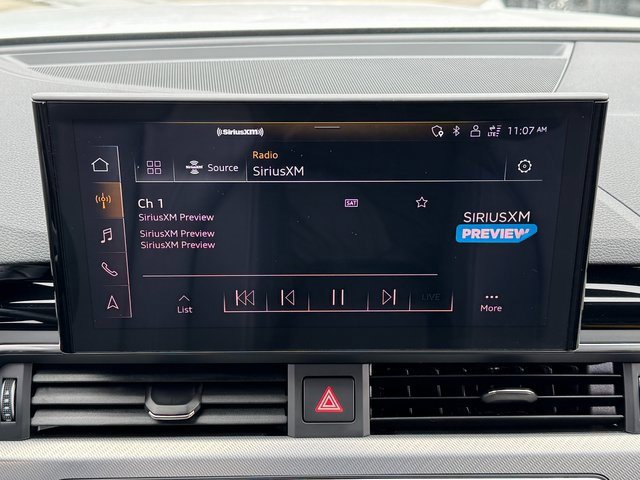 ((SiriusXM))
LTE 11:07 AM
Radio
Source SiriusXM
Ch 1 SAT
SiriusXM Preview
SiriusXM Preview
SiriusXM Preview
SIRIUSXM
PREVIEW
LIVE
List
More